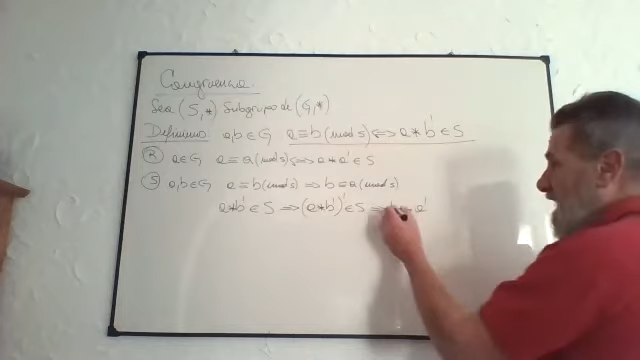 Congruencia.
Sea (S,*) Subgrupo de (G,*)
Definimos a,b∈G a≡b(mod s)⟺a*b'∈S
Ⓡ a∈G a≡a(mod s)⟺a*a'∈S
Ⓢ a,b∈G a≡b(mod s)⟹b≡a(mod s)
a*b'∈S⟹(a*b')'∈S⟹ a'